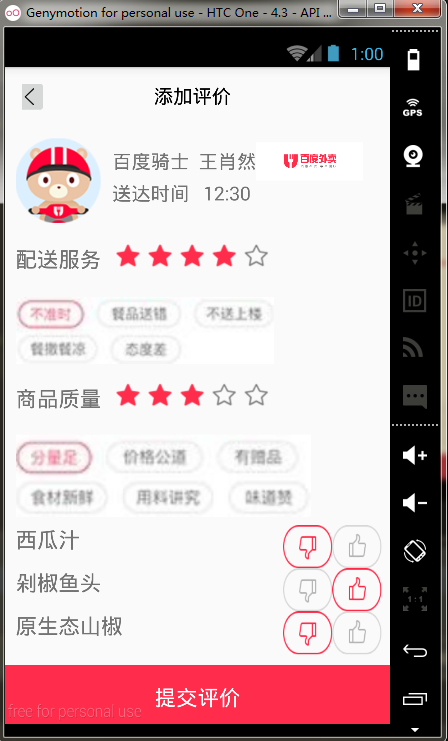 Genymotion for personal use - HTC One - 4.3 - API ...
1:00
添加评价
GPS
百度骑士 王肖然 百度外卖
送达时间 12:30
配送服务
ID
不准时 餐品送错 不送上楼
餐撒餐凉 态度差
商品质量
分量足 价格公道 有赠品
食材新鲜 用料讲究 味道赞
西瓜汁
剁椒鱼头
1:1
原生态山椒
提交评价
free for personal use